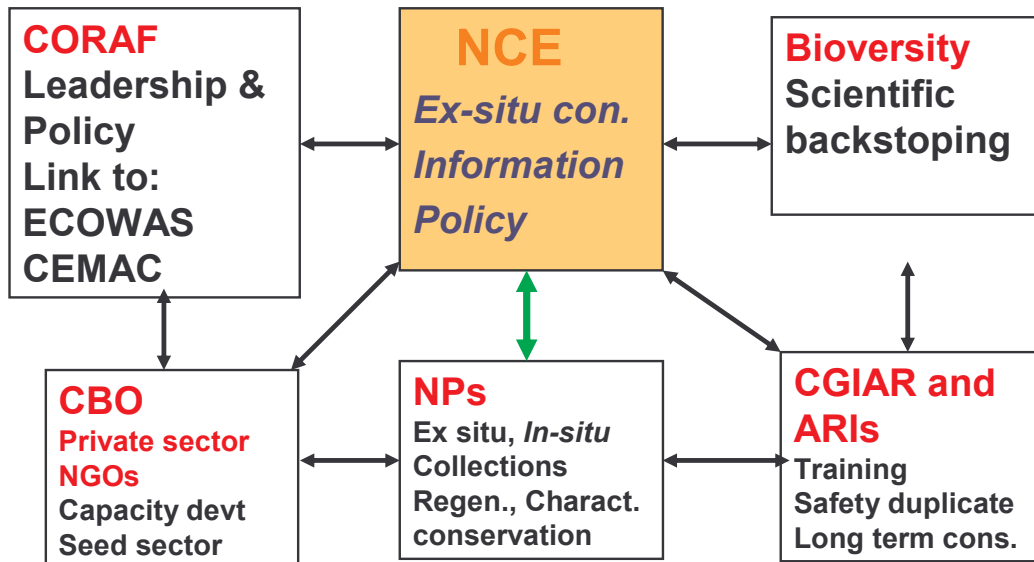 CORAF
Leadership &
Policy
Link to:
ECOWAS
CEMAC
NCE
Ex-situ con.
Information
Policy
Bioversity
Scientific
backstoping
CBO
Private sector
NGOs
Capacity devt
Seed sector
NPs
Ex situ, In-situ
Collections
Regen., Charact.
conservation
CGIAR and
ARIs
Training
Safety duplicate
Long term cons.